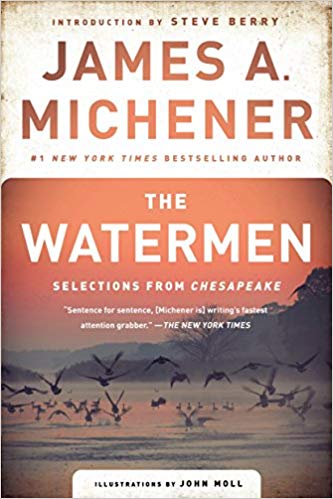 INTRODUCTION BY STEVE BERRY
JAMES A.
MICHENER
#1 NEW YORK TIMES BESTSELLING AUTHOR
THE
WATERMEN
SELECTIONS FROM CHESAPEAKE
"Sentence for sentence, [Michener is] writing's fastest
attention grabber." —THE NEW YORK TIMES
ILLUSTRATIONS BY JOHN MOLL